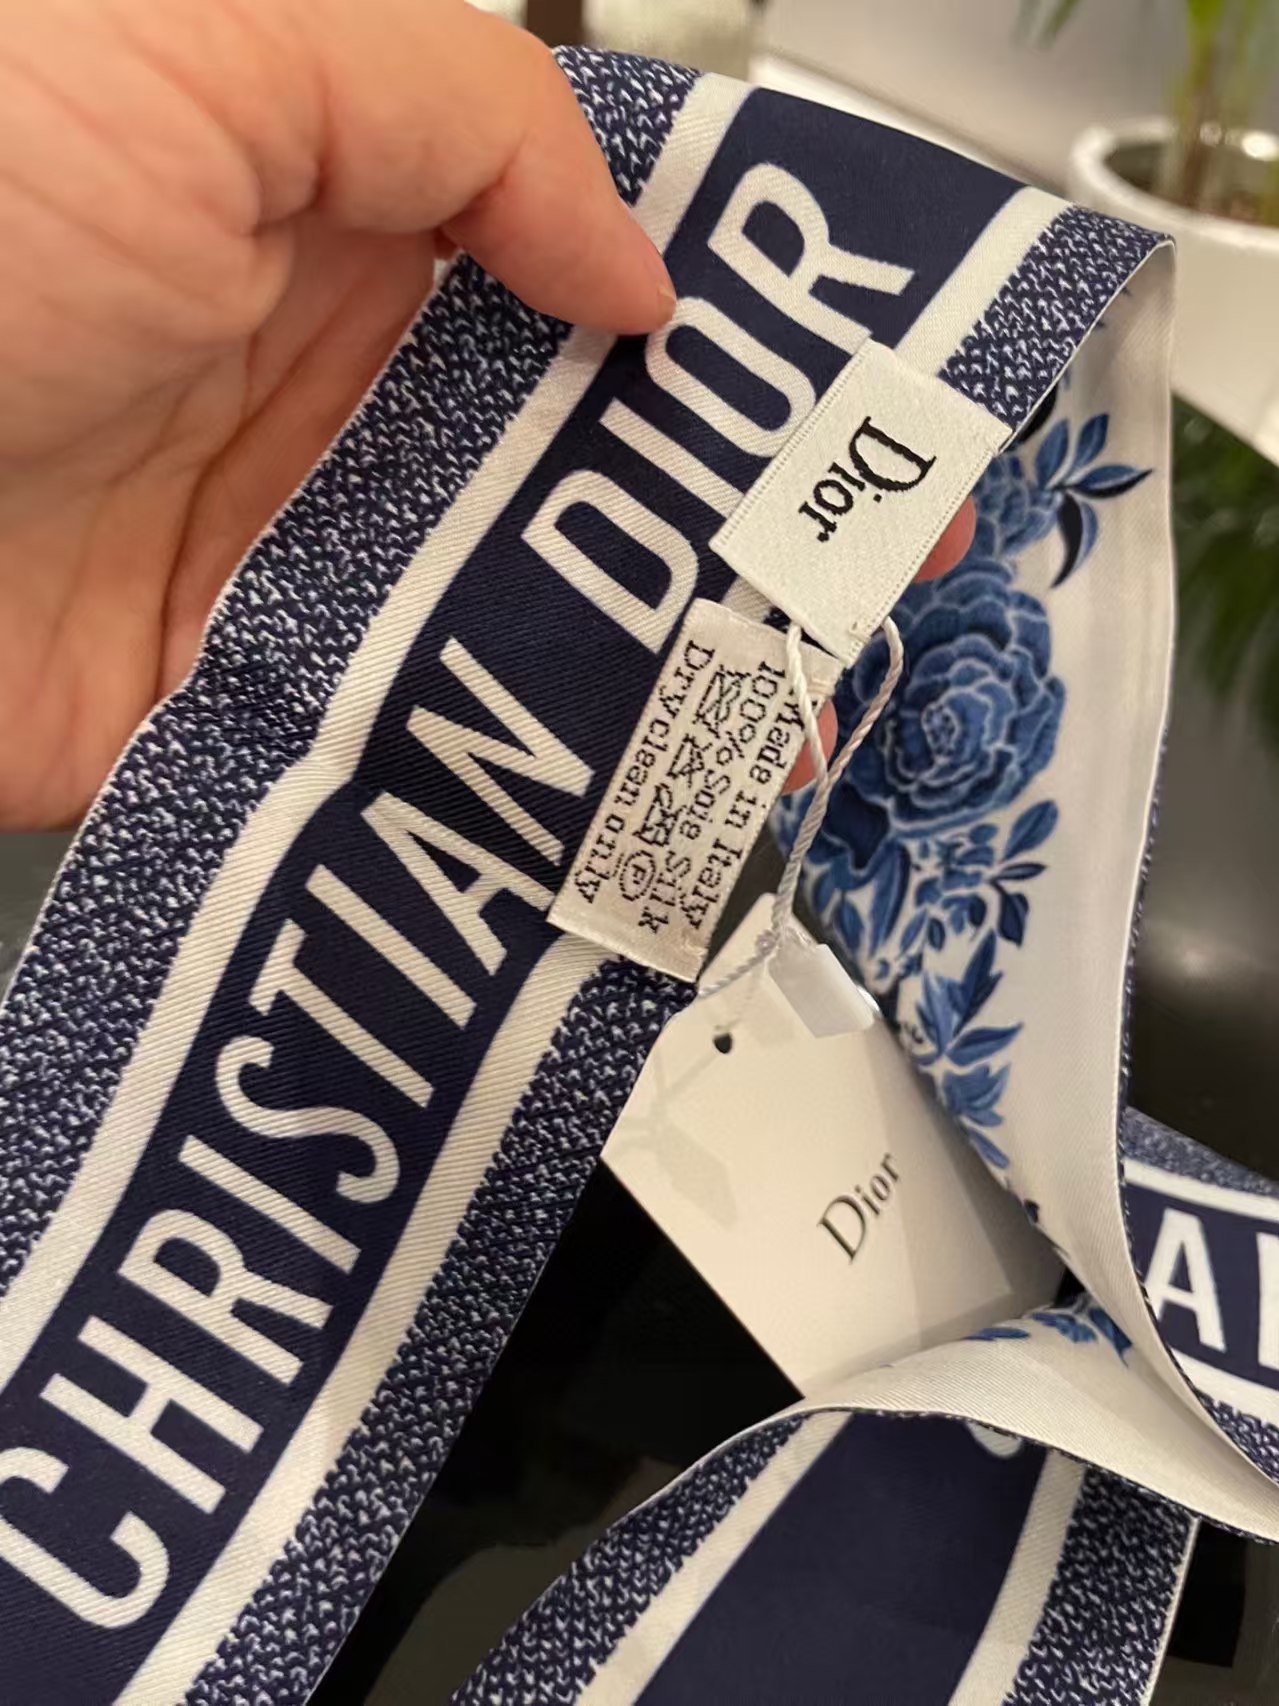 CHRISTIAN DIOR
Dior
Made in Italy
100% Soie Silk
P
Dry clean only
Dior